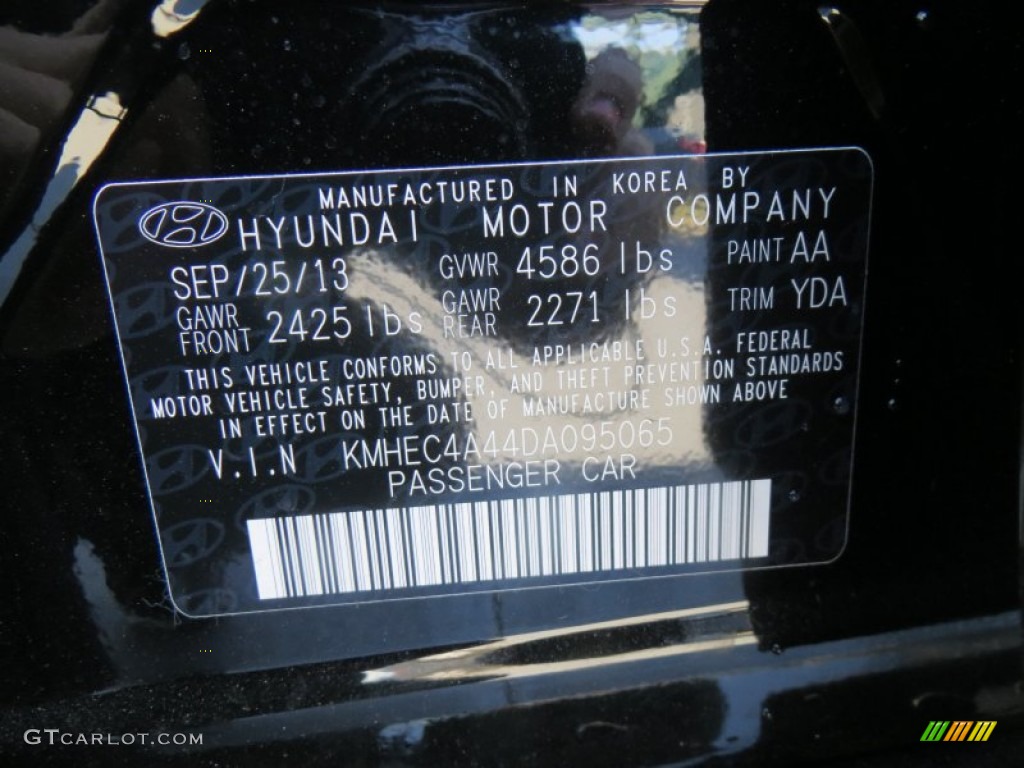 MANUFACTURED IN KOREA BY
HYUNDAI MOTOR COMPANY
SEP/25/13 GVWR 4586 lbs PAINT AA
GAWR FRONT 2425 lbs GAWR REAR 2271 lbs TRIM YDA
THIS VEHICLE CONFORMS TO ALL APPLICABLE U.S.A. FEDERAL
MOTOR VEHICLE SAFETY, BUMPER, AND THEFT PREVENTION STANDARDS
IN EFFECT ON THE DATE OF MANUFACTURE SHOWN ABOVE
V.I.N KMHEC4A44DA095065
PASSENGER CAR
GTCARLOT.COM